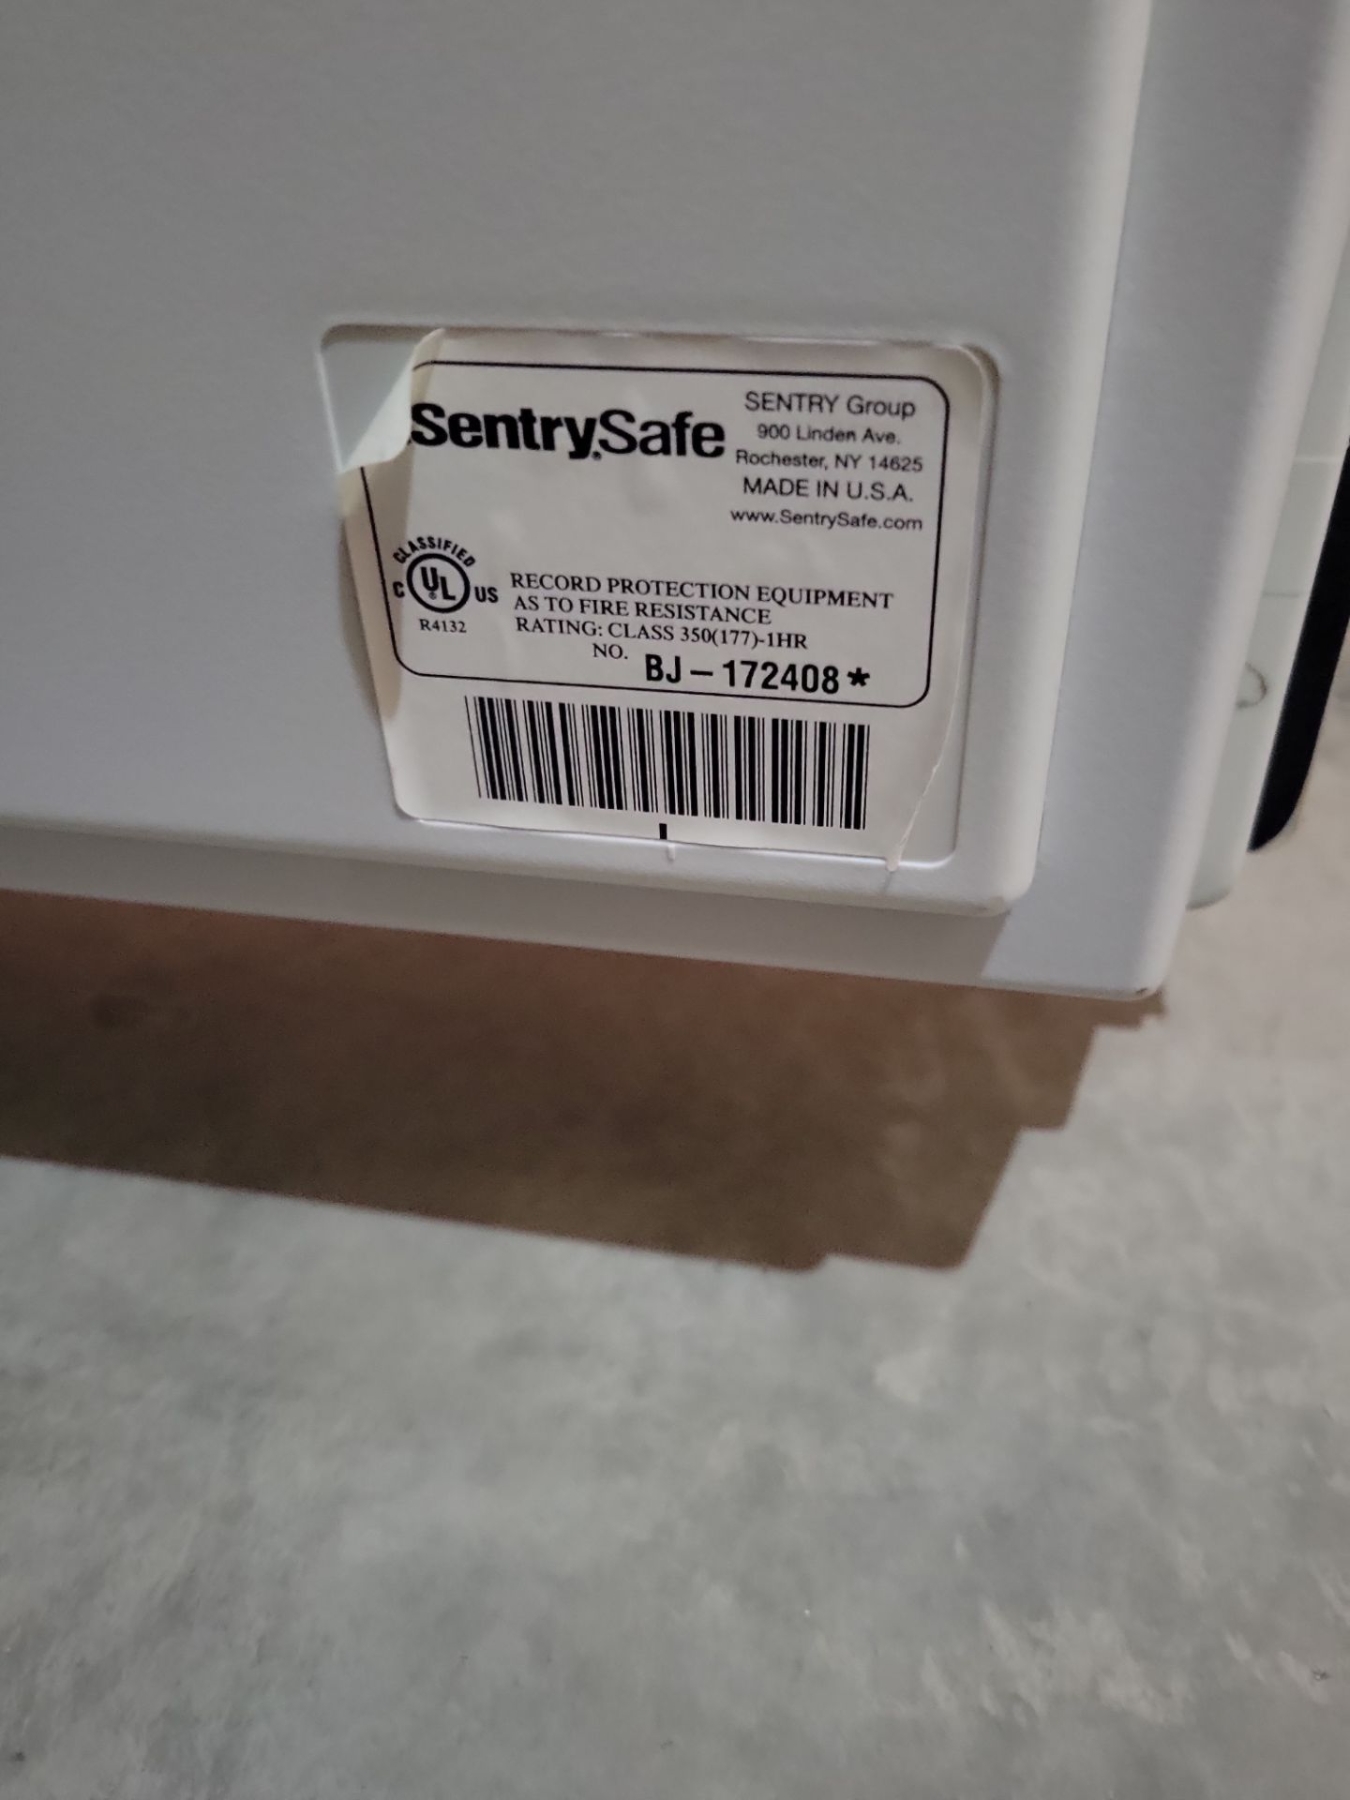 SentrySafe
SENTRY Group
900 Linden Ave.
Rochester, NY 14625
MADE IN U.S.A.
www.SentrySafe.com
CLASSIFIED
C UL US
R4132
RECORD PROTECTION EQUIPMENT
AS TO FIRE RESISTANCE
RATING: CLASS 350(177)-1HR
NO. BJ-172408*